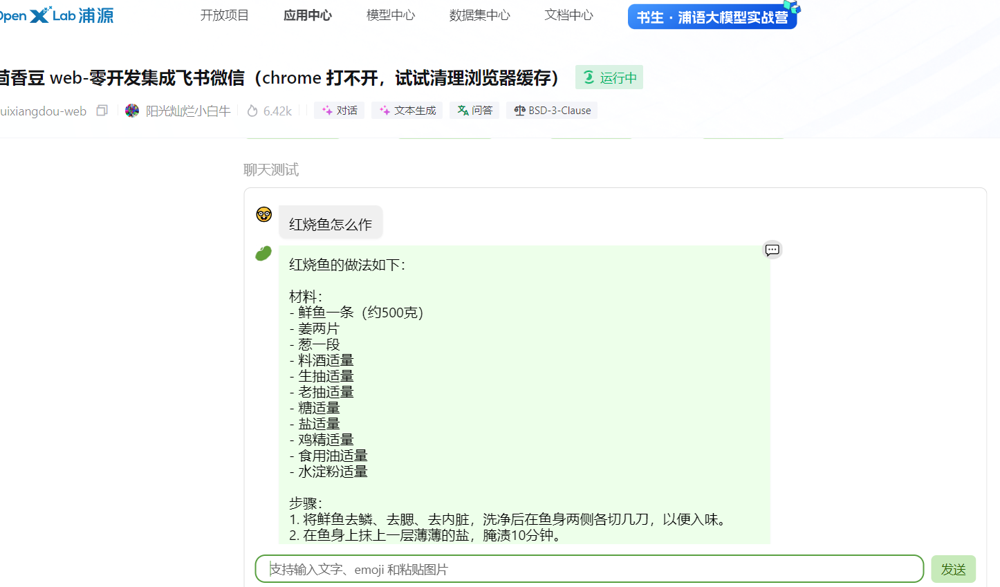 Open X Lab 浦源
开放项目 应用中心 模型中心 数据集中心 文档中心 书生·浦语大模型实战营
茴香豆 web-零开发集成飞书微信（chrome 打不开，试试清理浏览器缓存） 运行中
uixiangdou-web 阳光灿烂小白牛 6.42k 对话 文本生成 问答 BSD-3-Clause
聊天测试
红烧鱼怎么作
红烧鱼的做法如下：
材料：
- 鲜鱼一条（约500克）
- 姜两片
- 葱一段
- 料酒适量
- 生抽适量
- 老抽适量
- 糖适量
- 盐适量
- 鸡精适量
- 食用油适量
- 水淀粉适量
步骤：
1. 将鲜鱼去鳞、去腮、去内脏，洗净后在鱼身两侧各切几刀，以便入味。
2. 在鱼身上抹上一层薄薄的盐，腌渍10分钟。
支持输入文字、emoji 和粘贴图片 发送